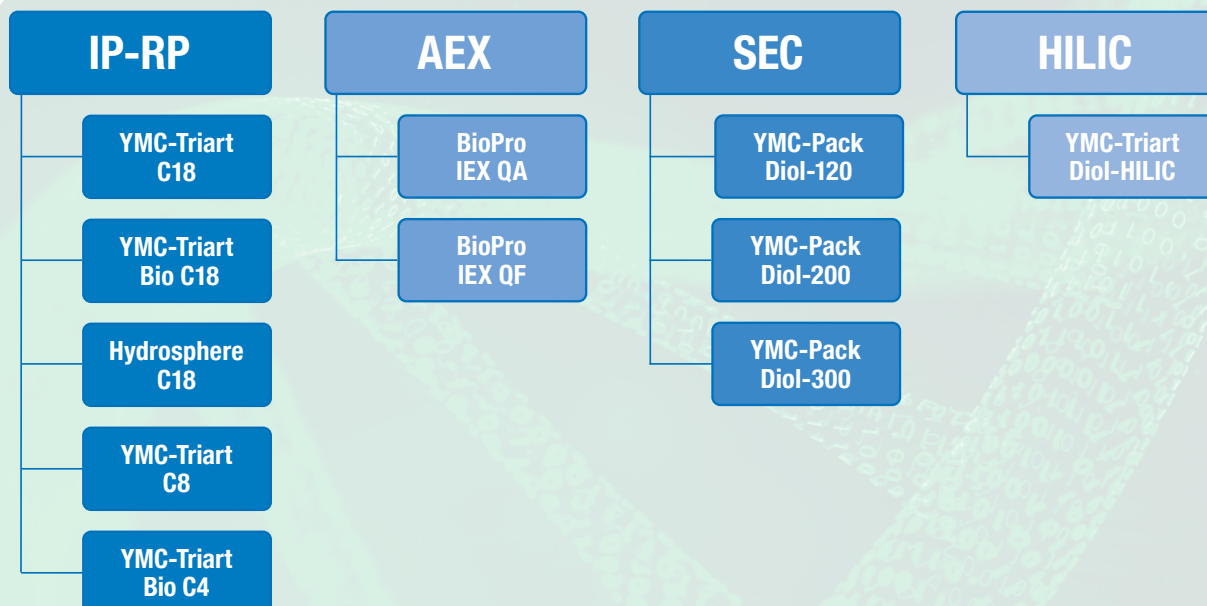 IP-RP
YMC-Triart
C18
YMC-Triart
Bio C18
Hydrosphere
C18
YMC-Triart
C8
YMC-Triart
Bio C4
AEX
BioPro
IEX QA
BioPro
IEX QF
SEC
YMC-Pack
Diol-120
YMC-Pack
Diol-200
YMC-Pack
Diol-300
HILIC
YMC-Triart
Diol-HILIC